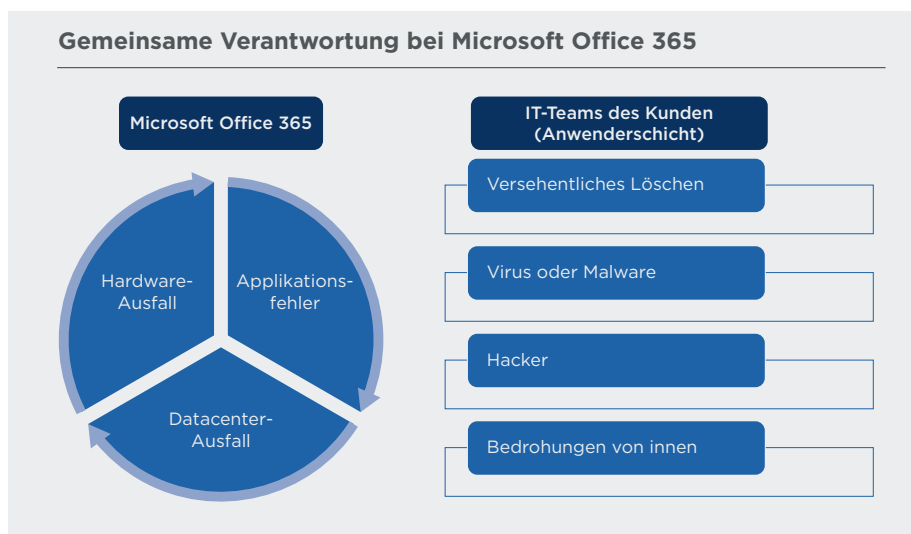 Gemeinsame Verantwortung bei Microsoft Office 365
Microsoft Office 365
Hardware-
Ausfall
Applikations-
fehler
Datacenter-
Ausfall
IT-Teams des Kunden
(Anwenderschicht)
Versehentliches Löschen
Virus oder Malware
Hacker
Bedrohungen von innen